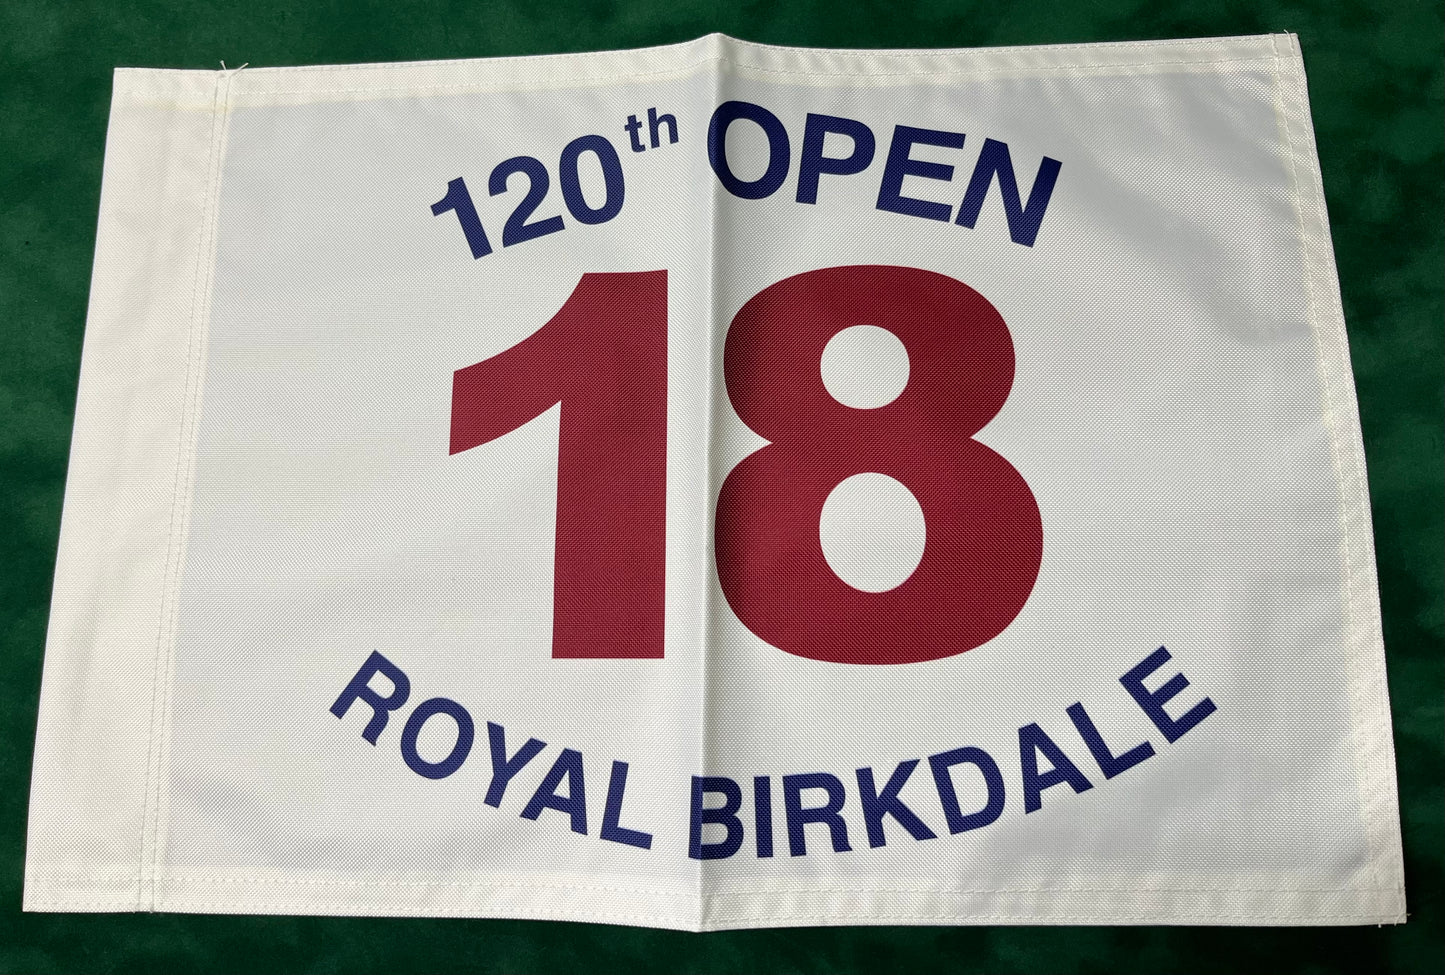 120th OPEN
18
ROYAL BIRKDALE